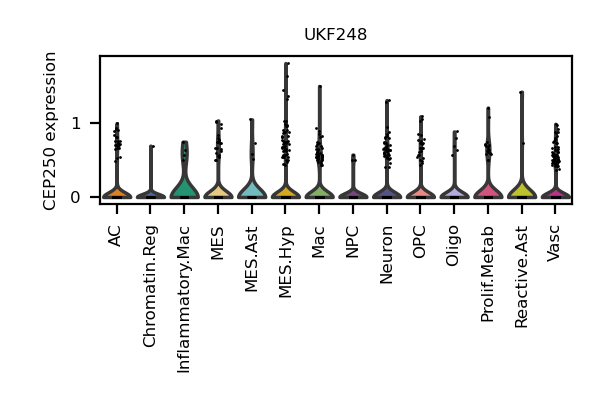 UKF248
CEP250 expression
1
0
AC
Chromatin.Reg
Inflammatory.Mac
MES
MES.Ast
MES.Hyp
Mac
NPC
Neuron
OPC
Oligo
Prolif.Metab
Reactive.Ast
Vasc